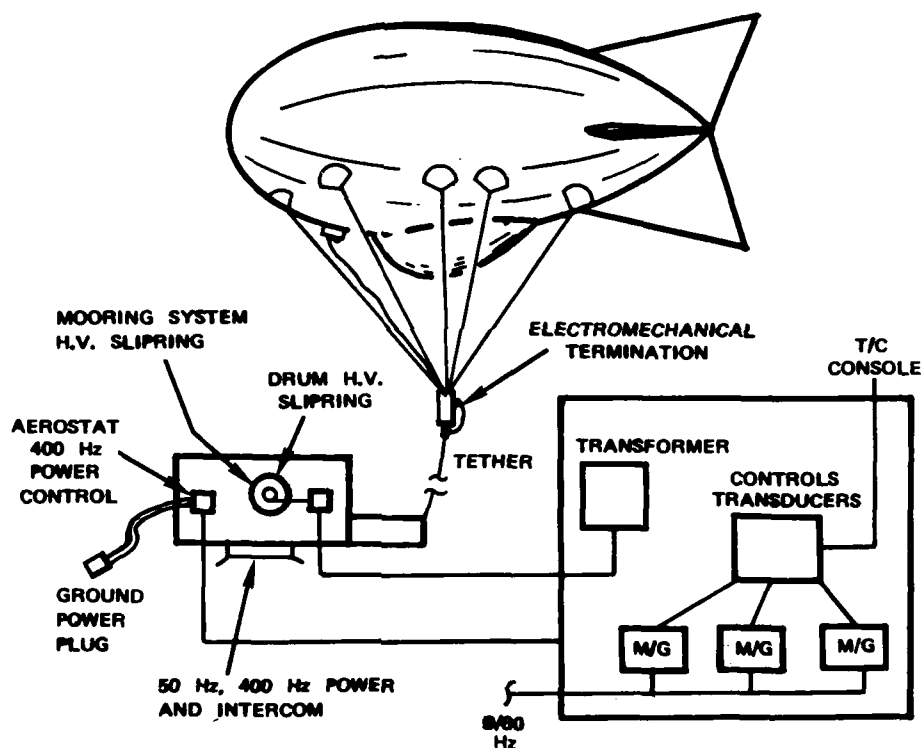 MOORING SYSTEM
H.V. SLIPRING
DRUM H.V.
SLIPRING
ELECTROMECHANICAL
TERMINATION
T/C
CONSOLE
AEROSTAT
400 Hz
POWER
CONTROL
TETHER
TRANSFORMER
CONTROLS
TRANSDUCERS
GROUND
POWER
PLUG
M/G
M/G
M/G
50 Hz, 400 Hz POWER
AND INTERCOM
Hz